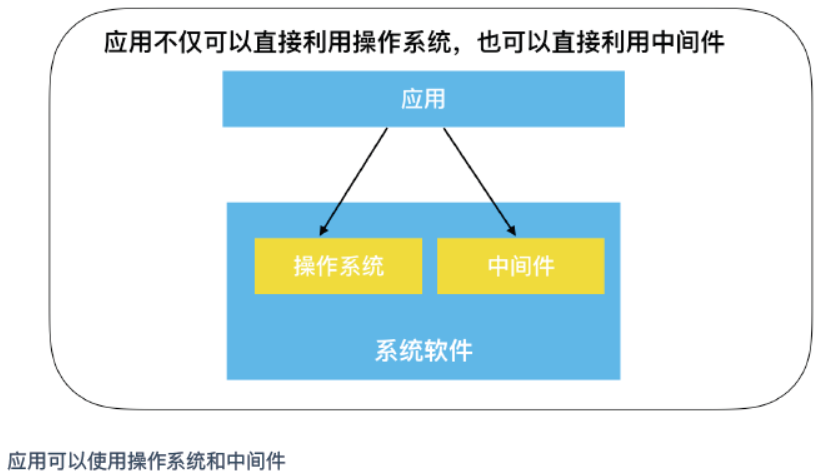 应用不仅可以直接利用操作系统，也可以直接利用中间件
应用
操作系统
中间件
系统软件
应用可以使用操作系统和中间件